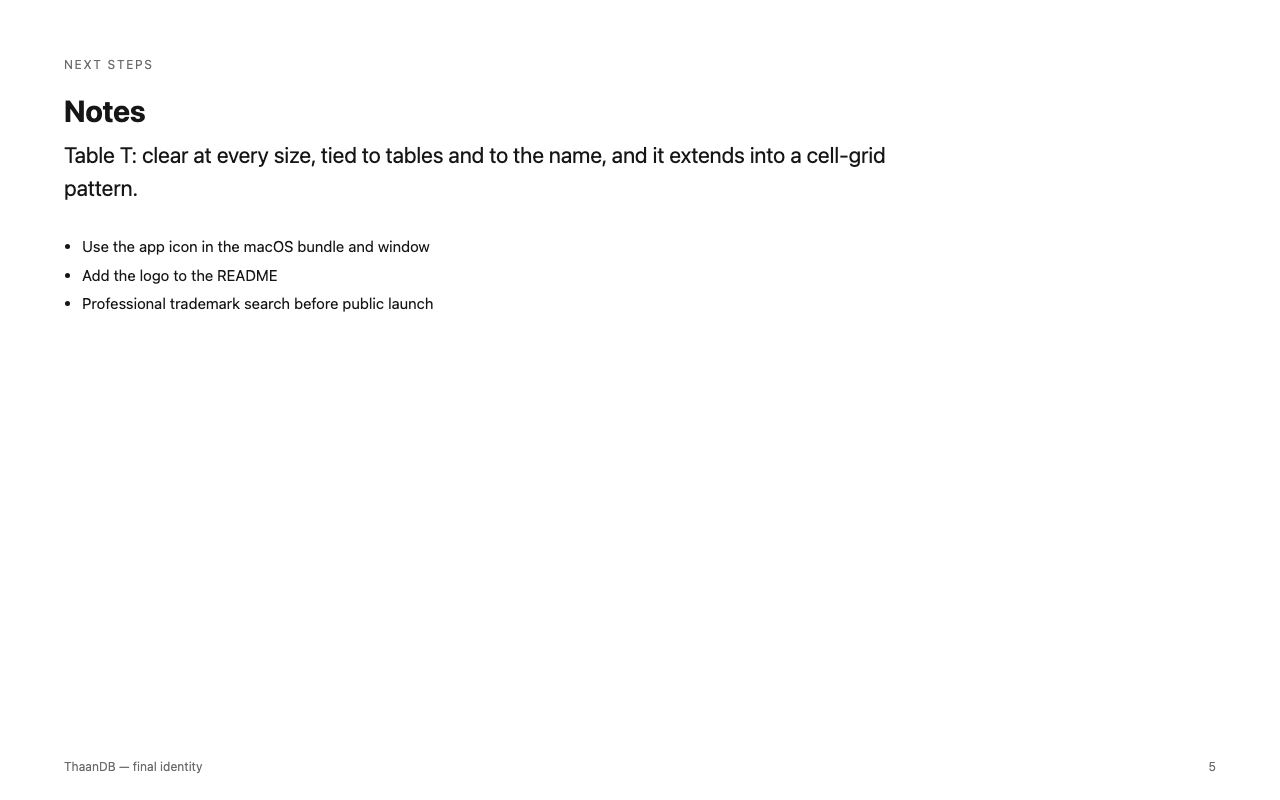 NEXT STEPS
Notes
Table T: clear at every size, tied to tables and to the name, and it extends into a cell-grid
pattern.
• Use the app icon in the macOS bundle and window
• Add the logo to the README
• Professional trademark search before public launch
ThaanDB — final identity
5